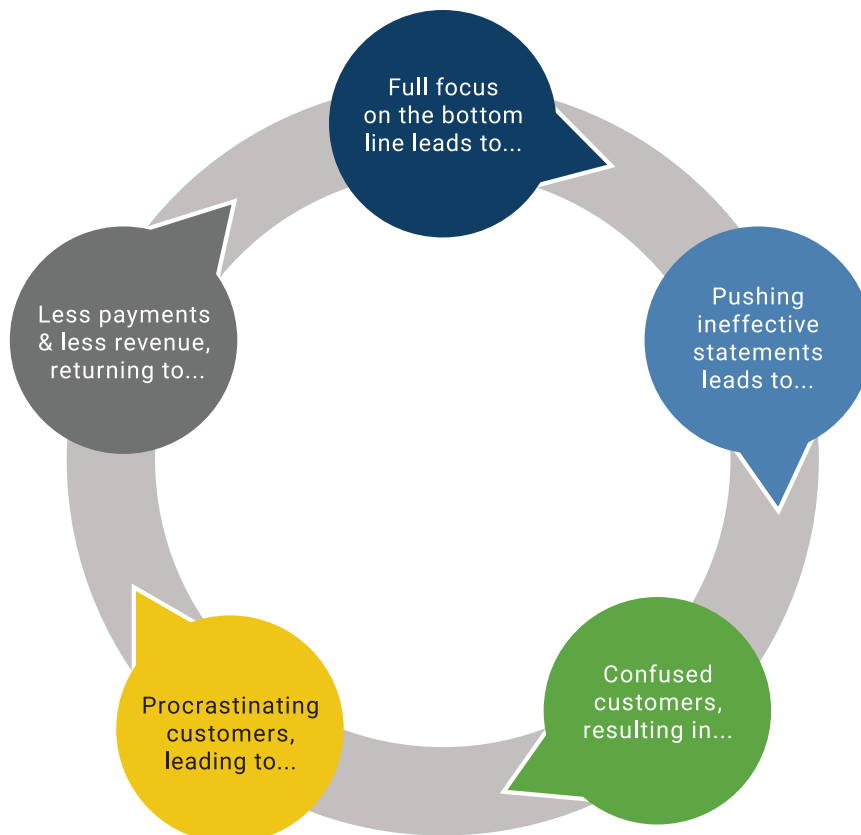 Full focus
on the bottom
line leads to...
Pushing
ineffective
statements
leads to...
Confused
customers,
resulting in...
Procrastinating
customers,
leading to...
Less payments
& less revenue,
returning to...